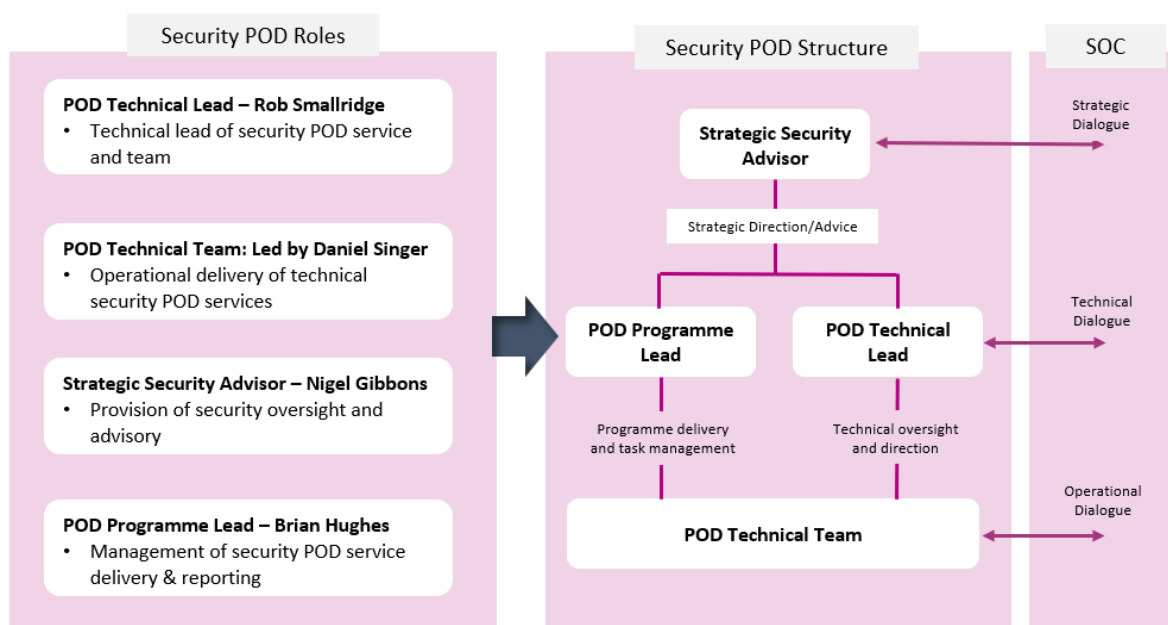 Security POD Roles
POD Technical Lead – Rob Smallridge
• Technical lead of security POD service
and team
POD Technical Team: Led by Daniel Singer
• Operational delivery of technical
security POD services
Strategic Security Advisor – Nigel Gibbons
• Provision of security oversight and
advisory
POD Programme Lead – Brian Hughes
• Management of security POD service
delivery & reporting
Security POD Structure
Strategic Security
Advisor
Strategic Direction/Advice
POD Programme
Lead
POD Technical
Lead
Programme delivery
and task management
Technical oversight
and direction
POD Technical Team
SOC
Strategic
Dialogue
Technical
Dialogue
Operational
Dialogue